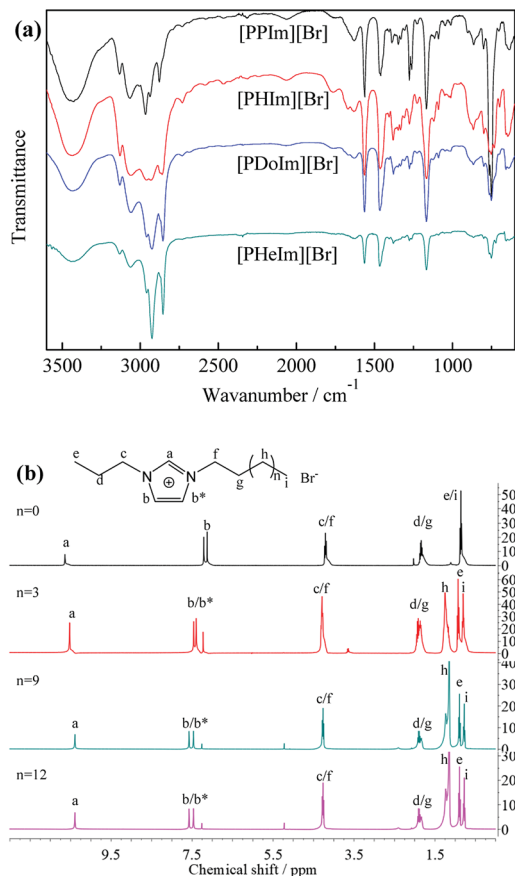 (a)
[PPIm][Br]
[PHIm][Br]
[PDoIm][Br]
[PHeIm][Br]
Transmittance
3500 3000 2500 2000 1500 1000
Wavanumber / cm-1
(b)
e c a f h
d N N g n i Br-
+
b b*
n=0 a b c/f d/g e/i
50
40
30
20
10
0
n=3 a b/b* c/f d/g h e i
60
50
40
30
20
10
0
n=9 a b/b* c/f d/g h e i
40
30
20
10
0
n=12 a b/b* c/f d/g h e i
30
20
10
0
9.5 7.5 5.5 3.5 1.5
Chemical shift / ppm